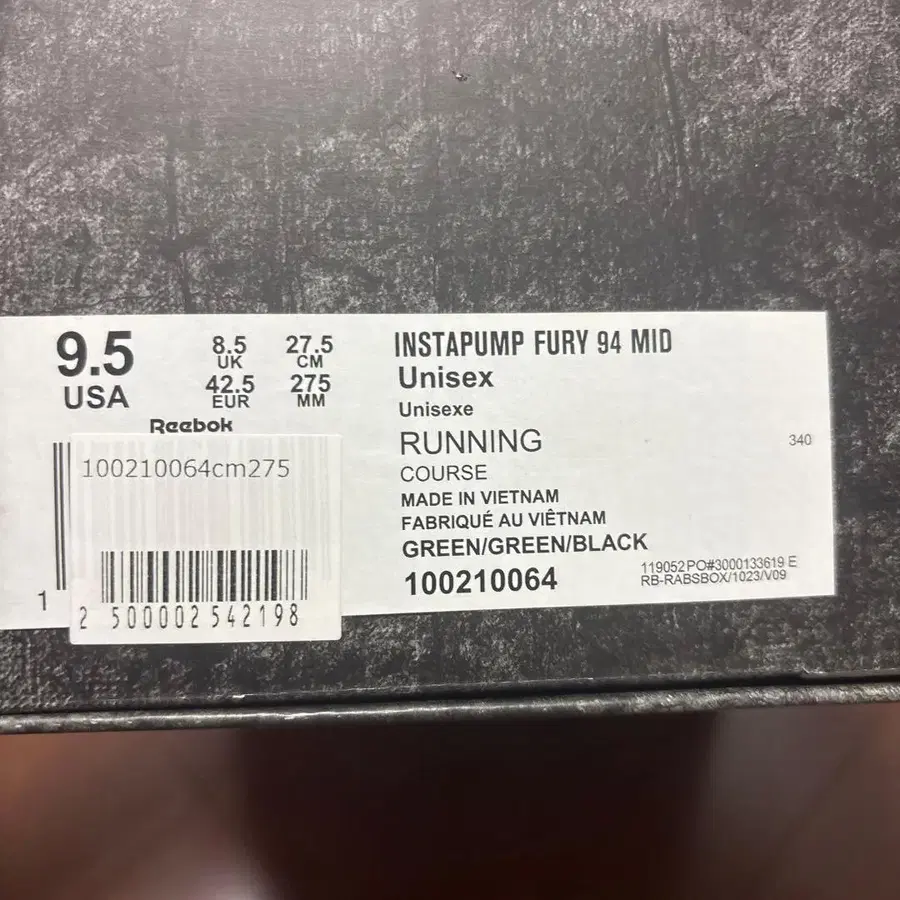 9.5
USA
8.5
UK
27.5
CM
42.5
EUR
275
MM
Reebok
100210064cm275
1
2 500002 542198
INSTAPUMP FURY 94 MID
Unisex
Unisexe
RUNNING
340
COURSE
MADE IN VIETNAM
FABRIQUÉ AU VIÊTNAM
GREEN/GREEN/BLACK
100210064
119052 PO#3000133619 E
RB-RABSBOX/1023/V09